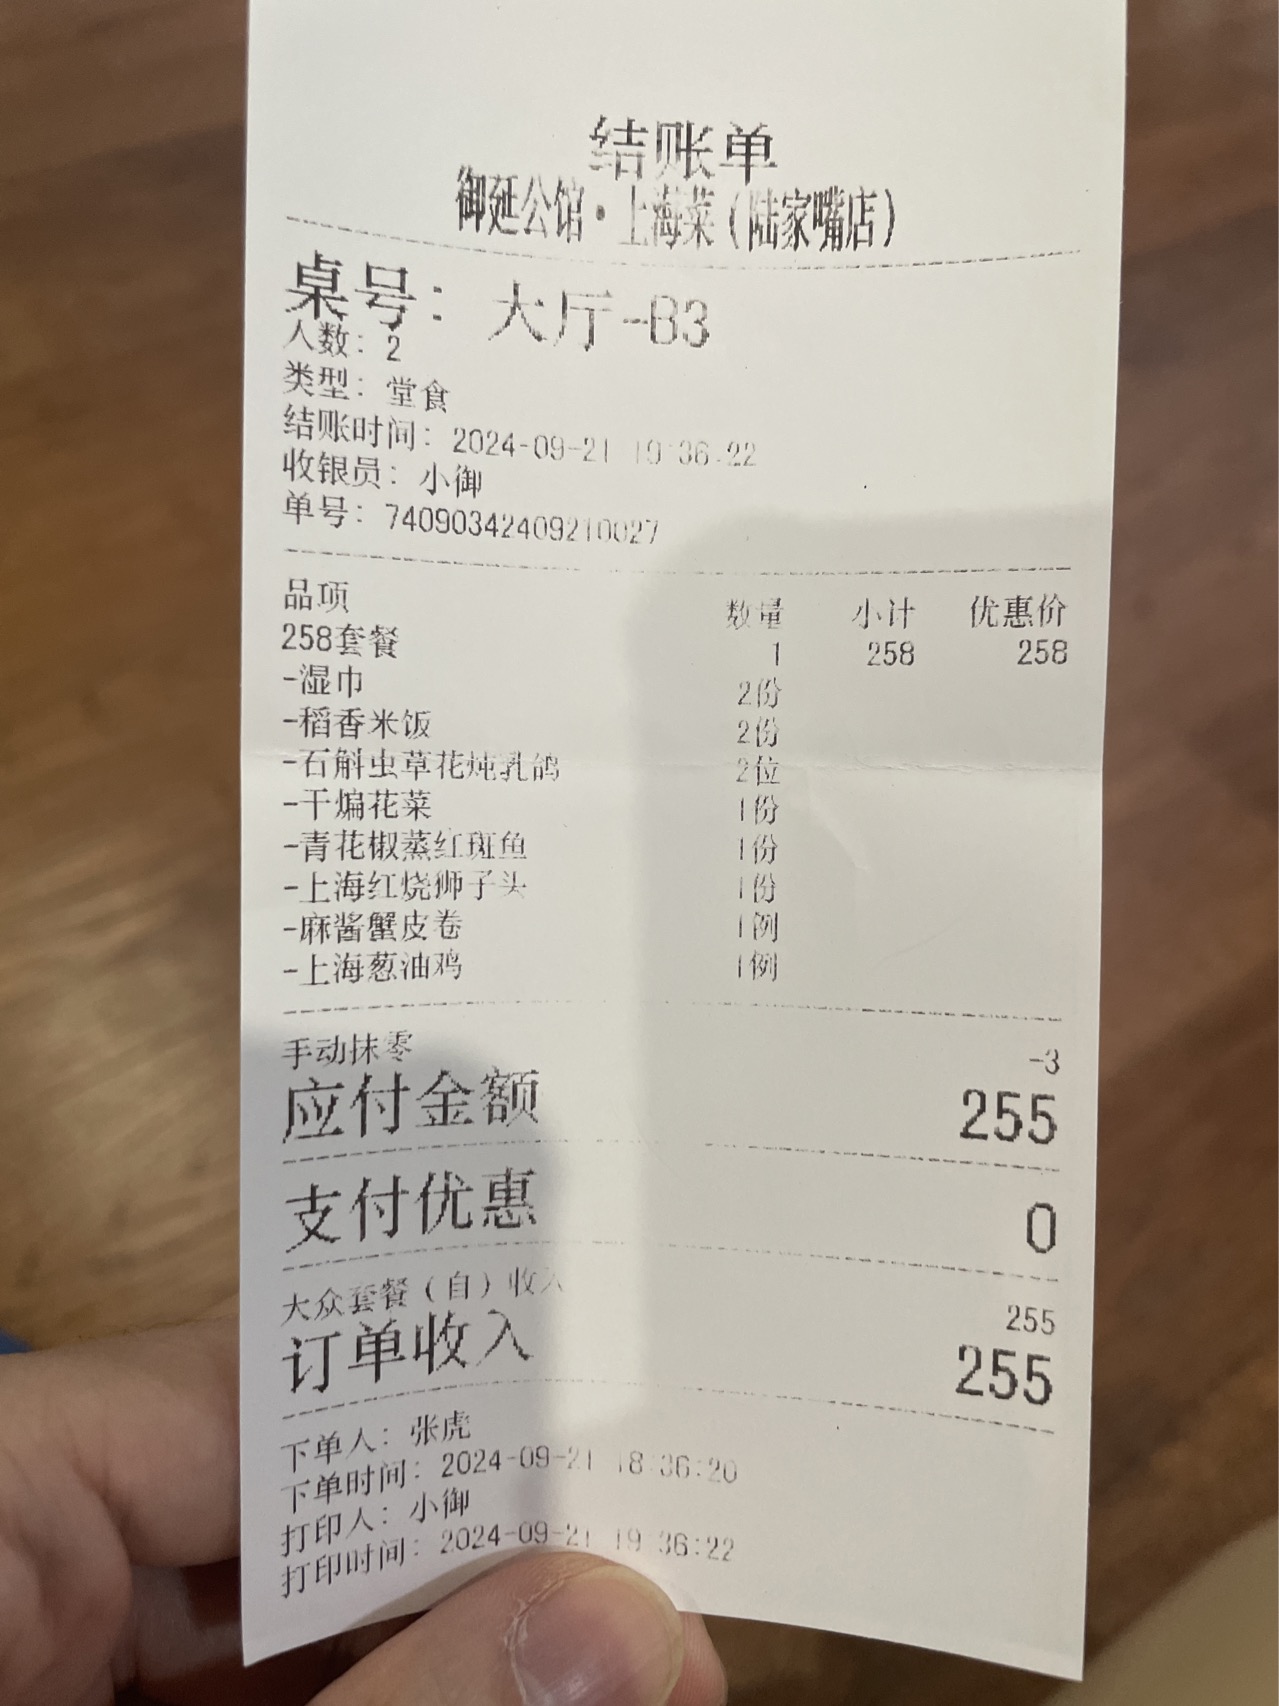 结账单
御延公馆·上海菜(陆家嘴店)
桌号: 大厅-B3
人数: 2
类型: 堂食
结账时间: 2024-09-21 19:36:22
收银员: 小御
单号: 74090342409210027
品项 数量 小计 优惠价
258套餐 1 258 258
-湿巾 2份
-稻香米饭 2份
-石斛虫草花炖乳鸽 2位
-干煸花菜 1份
-青花椒蒸红斑鱼 1份
-上海红烧狮子头 1份
-麻酱蟹皮卷 1例
-上海葱油鸡 1例
手动抹零 -3
应付金额 255
支付优惠 0
大众套餐(自)收入 255
订单收入 255
下单人: 张虎
下单时间: 2024-09-21 18:36:20
打印人: 小御
打印时间: 2024-09-21 19:36:22